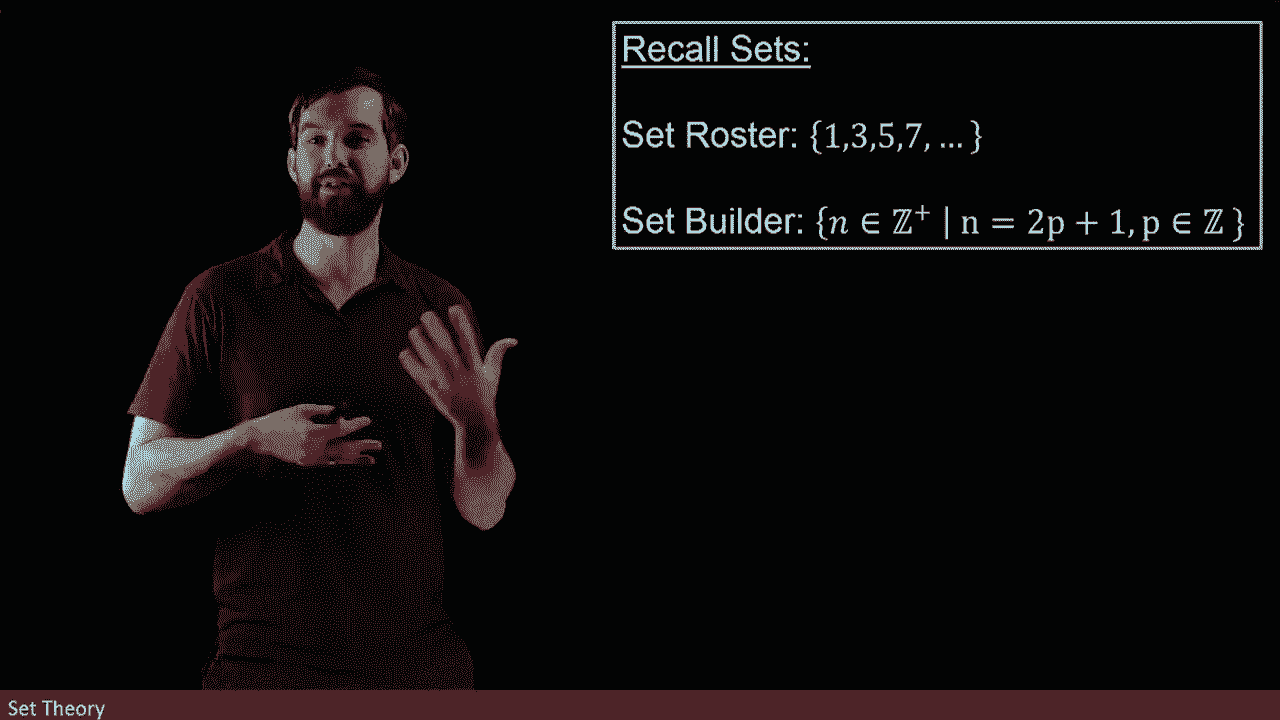 Recall Sets:
Set Roster: {1,3,5,7, … }
Set Builder: {𝑛 ∈ ℤ⁺ | n = 2p + 1, p ∈ ℤ }
Set Theory